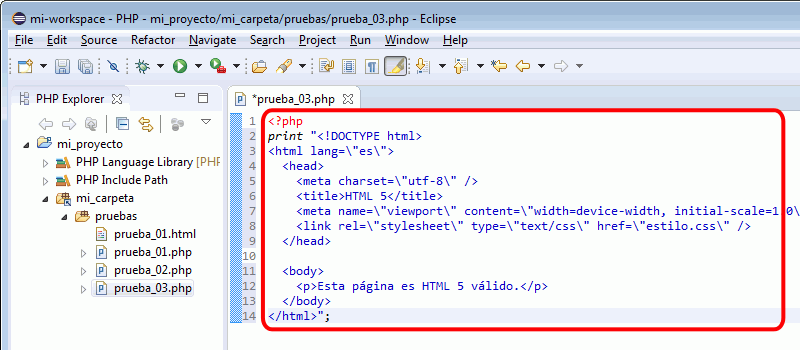 mi-workspace - PHP - mi_proyecto/mi_carpeta/pruebas/prueba_03.php - Eclipse
File Edit Source Refactor Navigate Search Project Run Window Help
PHP Explorer
*prueba_03.php
mi_proyecto
PHP Language Library [PHP
PHP Include Path
mi_carpeta
pruebas
prueba_01.html
prueba_01.php
prueba_02.php
prueba_03.php
1 <?php
2 print "<!DOCTYPE html>
3 <html lang=\"es\">
4 <head>
5 <meta charset=\"utf-8\" />
6 <title>HTML 5</title>
7 <meta name=\"viewport\" content=\"width=device-width, initial-scale=1.0\
8 <link rel=\"stylesheet\" type=\"text/css\" href=\"estilo.css\" />
9 </head>
10
11 <body>
12 <p>Esta página es HTML 5 válido.</p>
13 </body>
14 </html>";